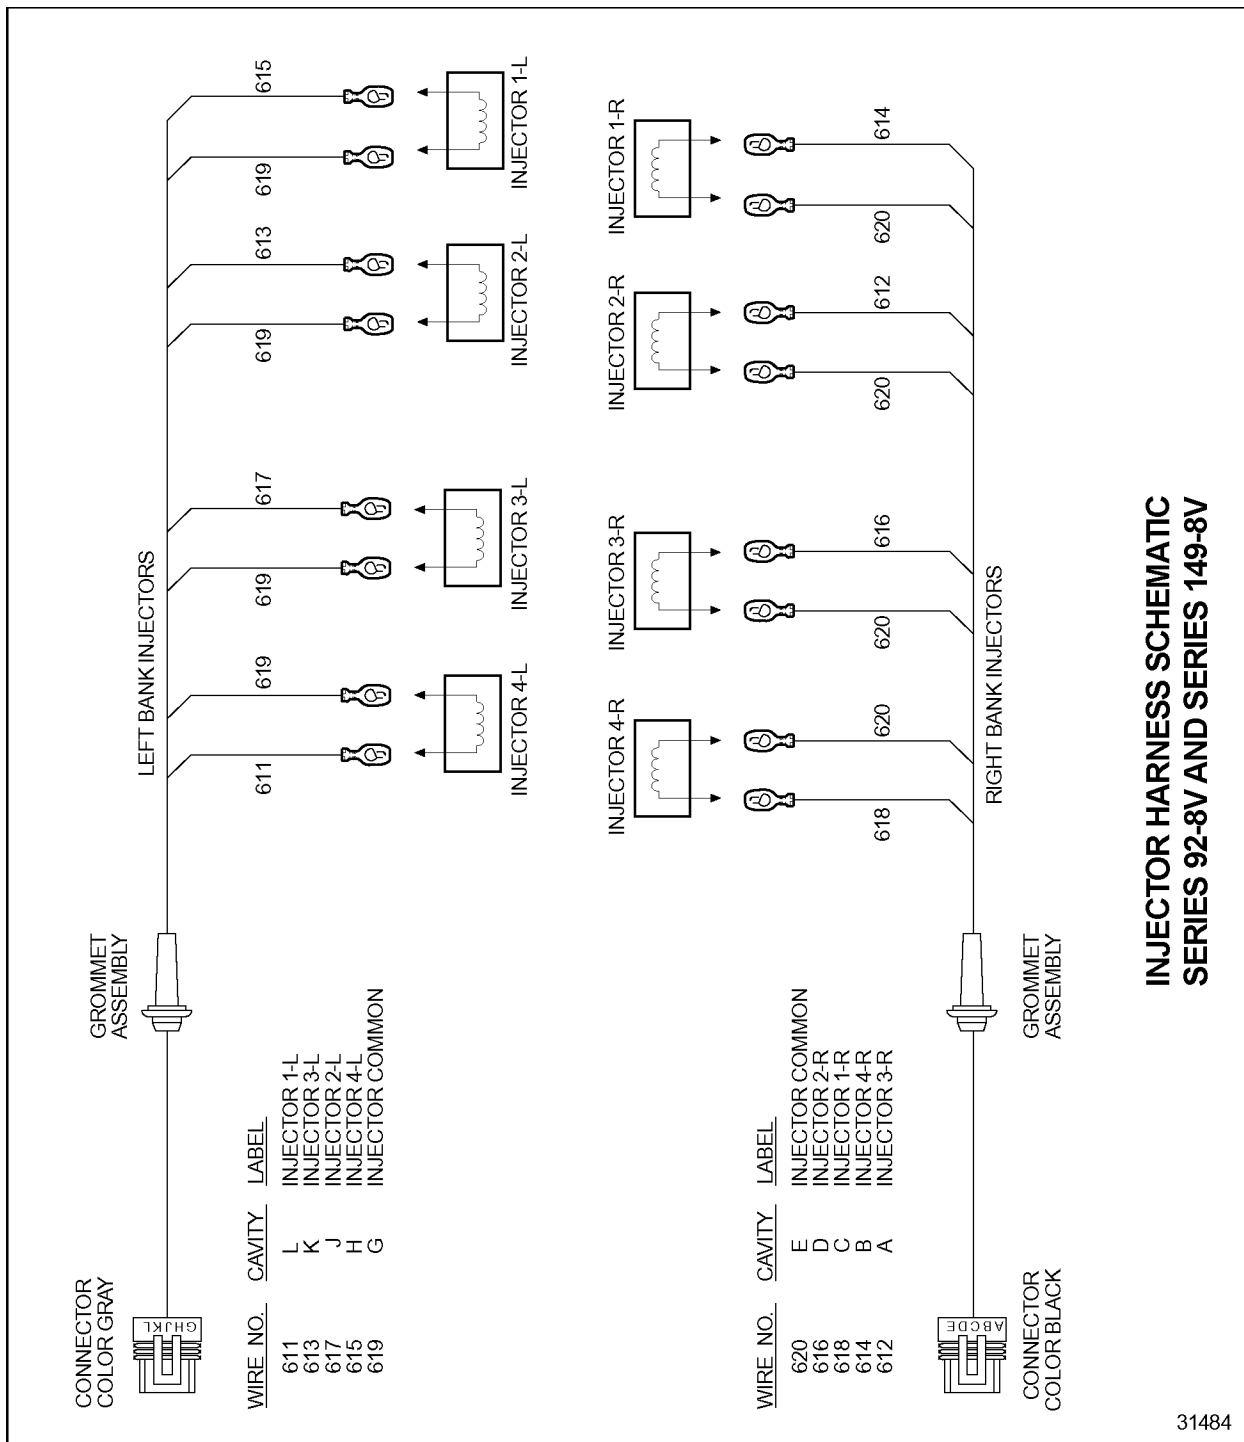 CONNECTOR
COLOR GRAY
GHJKL
GROMMET
ASSEMBLY
LEFT BANK INJECTORS
611
619
619
617
619
613
619
615
INJECTOR 4-L
INJECTOR 3-L
INJECTOR 2-L
INJECTOR 1-L
WIRE NO. CAVITY LABEL
611 L INJECTOR 1-L
613 K INJECTOR 3-L
617 J INJECTOR 2-L
615 H INJECTOR 4-L
619 G INJECTOR COMMON
INJECTOR 4-R
INJECTOR 3-R
INJECTOR 2-R
INJECTOR 1-R
618
620
620
616
620
612
620
614
RIGHT BANK INJECTORS
WIRE NO. CAVITY LABEL
620 E INJECTOR COMMON
616 D INJECTOR 2-R
618 C INJECTOR 1-R
614 B INJECTOR 4-R
612 A INJECTOR 3-R
ABCDE
CONNECTOR
COLOR BLACK
GROMMET
ASSEMBLY
INJECTOR HARNESS SCHEMATIC
SERIES 92-8V AND SERIES 149-8V
31484